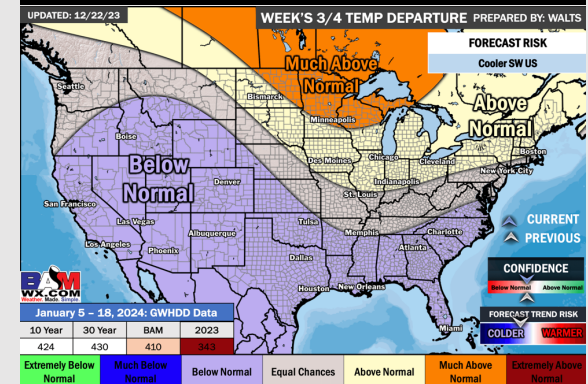 UPDATED: 12/22/23
WEEK'S 3/4 TEMP DEPARTURE PREPARED BY: WALTS
FORECAST RISK
Cooler SW US
Much Above
Normal
Above
Normal
Below
Normal
Seattle
Bismarck
Minneapolis
Boise
Des Moines
Chicago
Cleveland
Boston
New York City
Indianapolis
Denver
St. Louis
San Francisco
Las Vegas
Los Angeles
Phoenix
Albuquerque
Tulsa
Memphis
Charlotte
Atlanta
Dallas
Houston
New Orleans
Miami
CURRENT
PREVIOUS
CONFIDENCE
Below Normal Above Normal
FORECAST TREND RISK
COLDER WARMER
BAM
WX.COM
Weather. Made. Simple.
January 5 – 18, 2024: GWHDD Data
10 Year 30 Year BAM 2023
424 430 410 343
Extremely Below Normal
Much Below Normal
Below Normal
Equal Chances
Above Normal
Much Above Normal
Extremely Above Normal